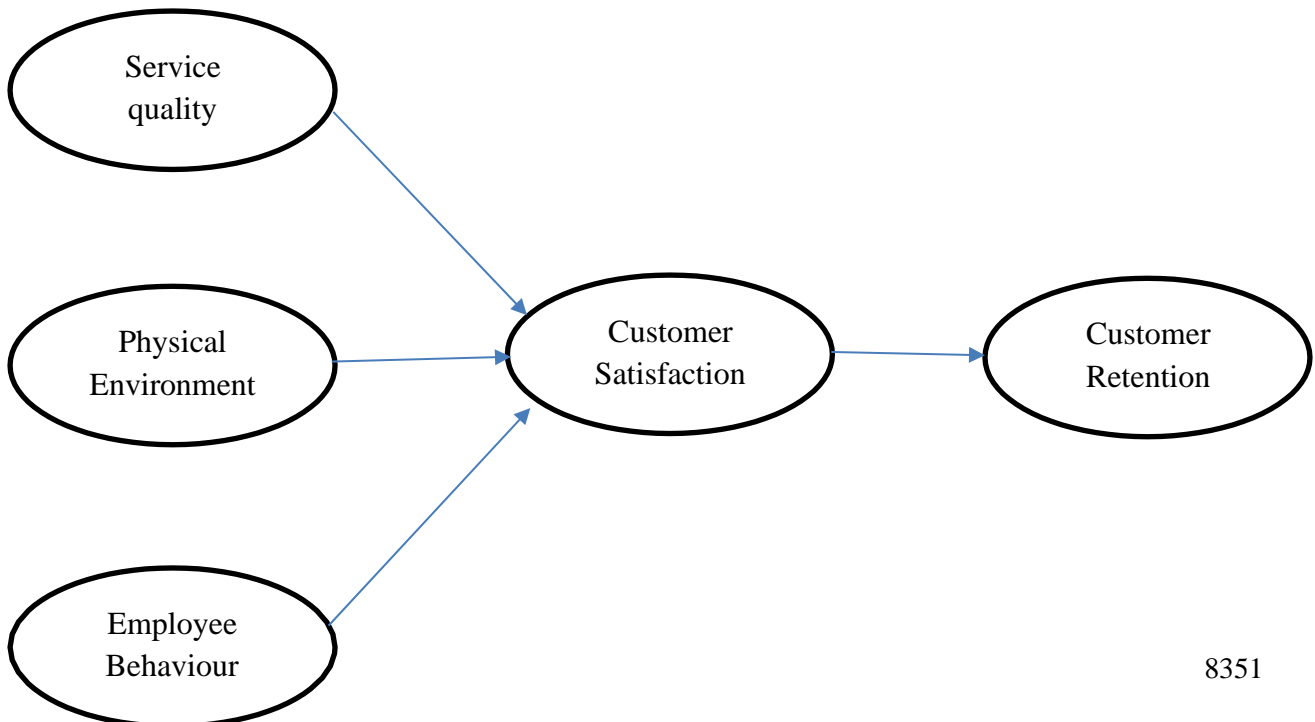 Service
quality
Physical
Environment
Customer
Satisfaction
Customer
Retention
Employee
Behaviour
8351